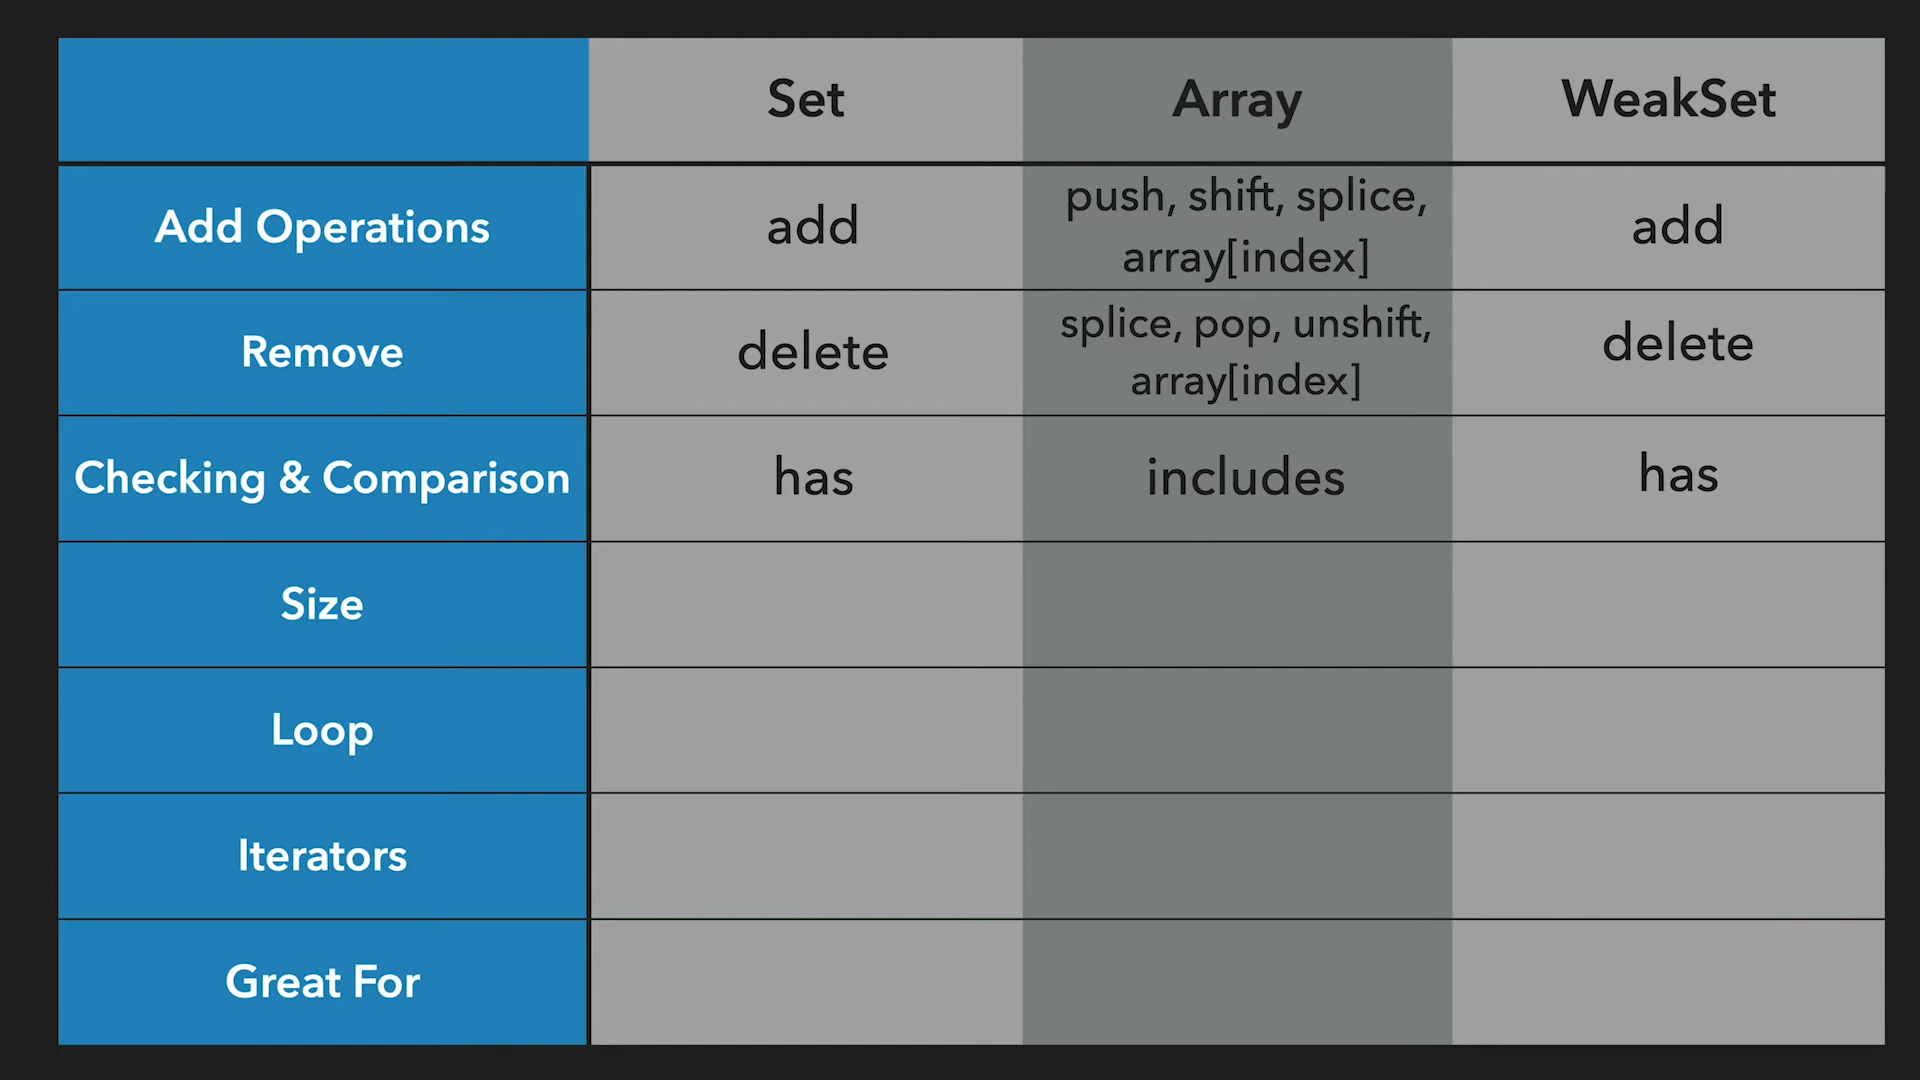 Set Array WeakSet
Add Operations add push, shift, splice, add
array[index]
Remove delete splice, pop, unshift, delete
array[index]
Checking & Comparison has includes has
Size
Loop
Iterators
Great For